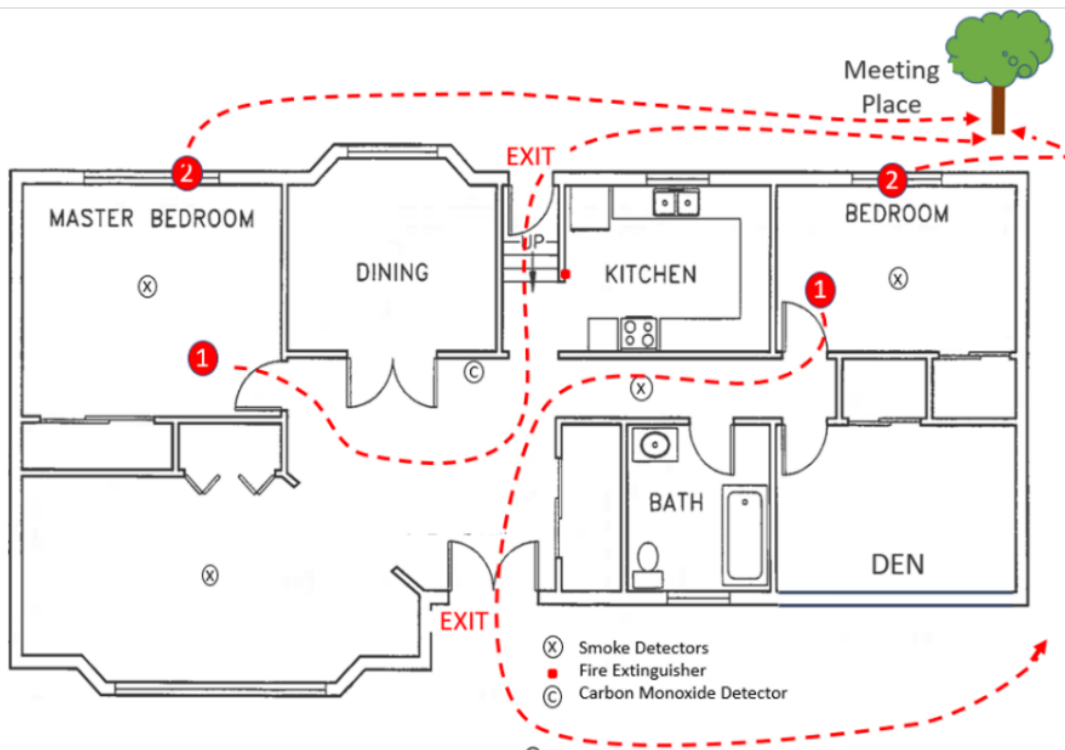 Meeting
Place
EXIT
2
2
MASTER BEDROOM
BEDROOM
UP
DINING
KITCHEN
1
1
X
X
C
X
BATH
DEN
X
EXIT
X Smoke Detectors
Fire Extinguisher
C Carbon Monoxide Detector